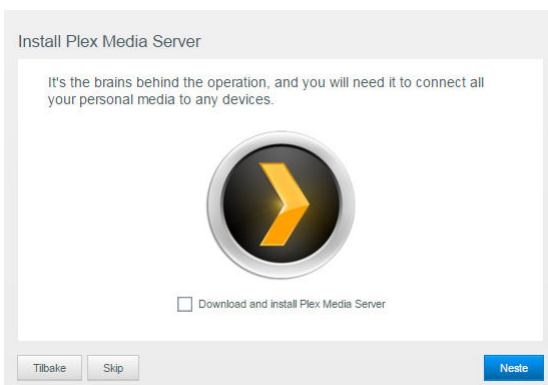 Install Plex Media Server
It's the brains behind the operation, and you will need it to connect all
your personal media to any devices.
Download and install Plex Media Server
Tilbake Skip Neste